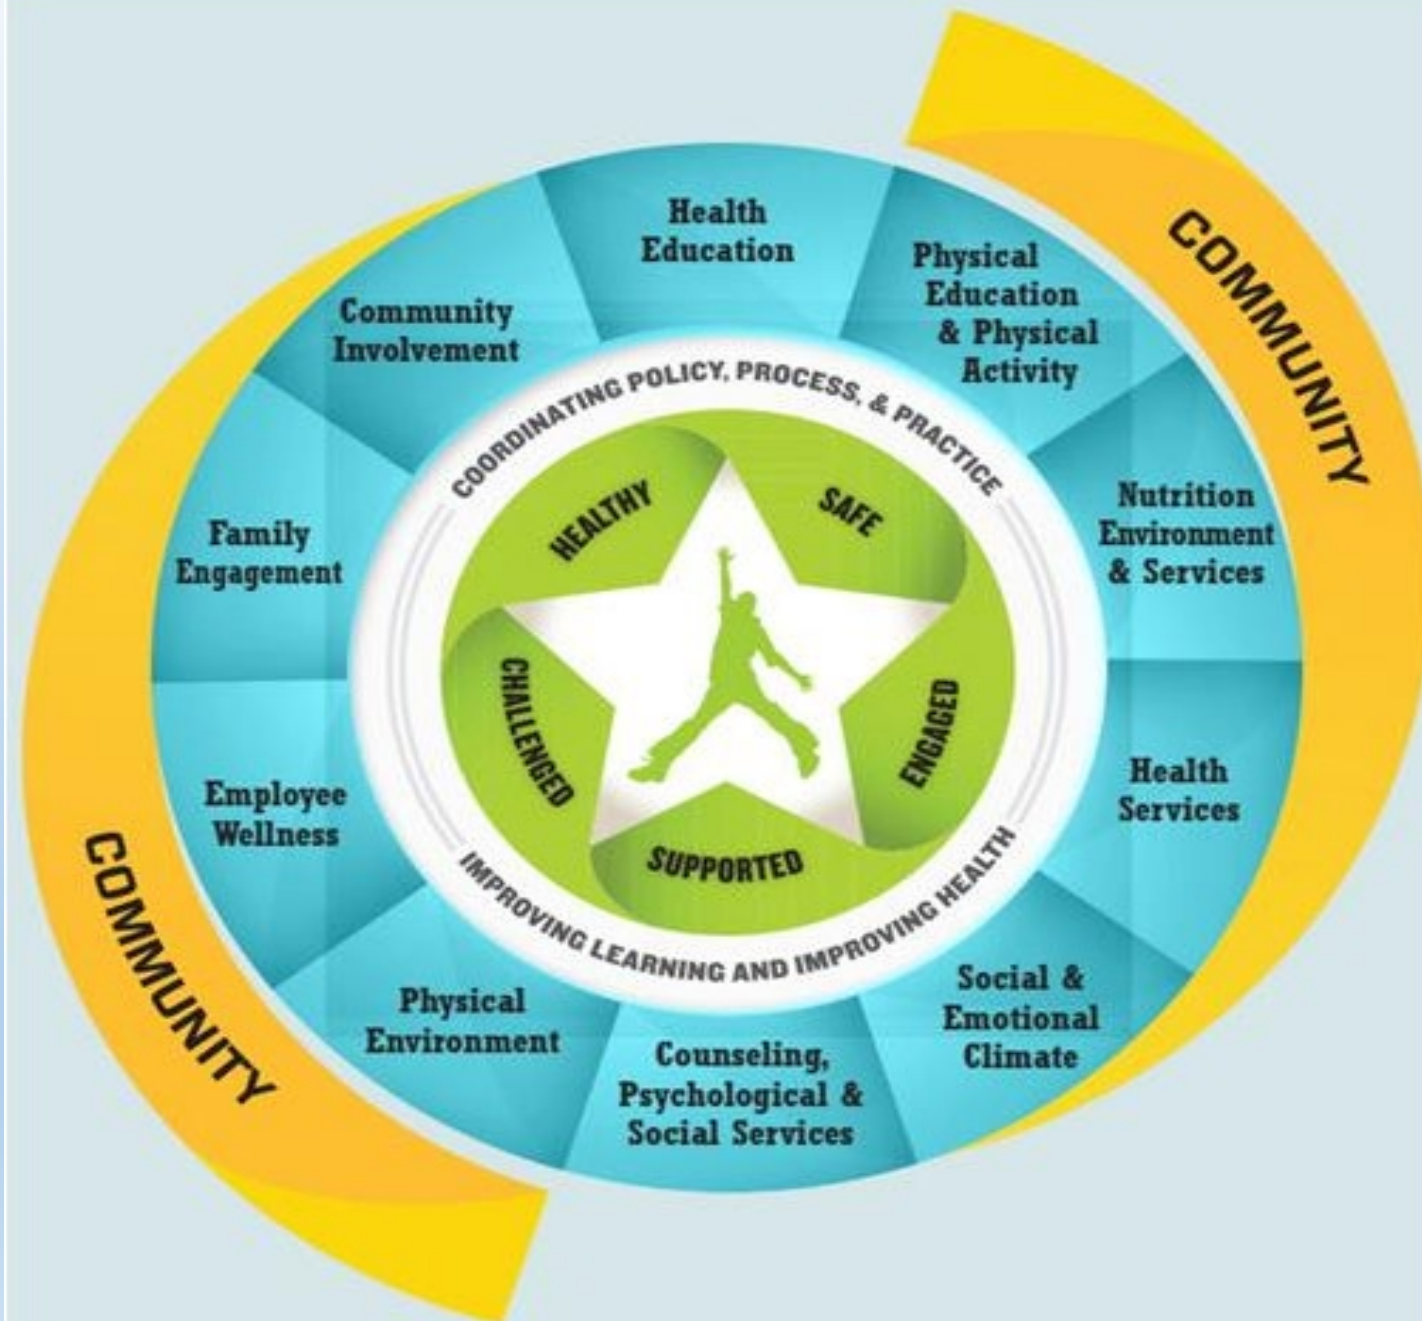 COMMUNITY
Health
Education
Physical
Education
& Physical
Activity
Nutrition
Environment
& Services
Health
Services
Social &
Emotional
Climate
Counseling,
Psychological &
Social Services
Physical
Environment
Employee
Wellness
Family
Engagement
Community
Involvement
COORDINATING POLICY, PROCESS, & PRACTICE
IMPROVING LEARNING AND IMPROVING HEALTH
HEALTHY
SAFE
ENGAGED
SUPPORTED
CHALLENGED
COMMUNITY